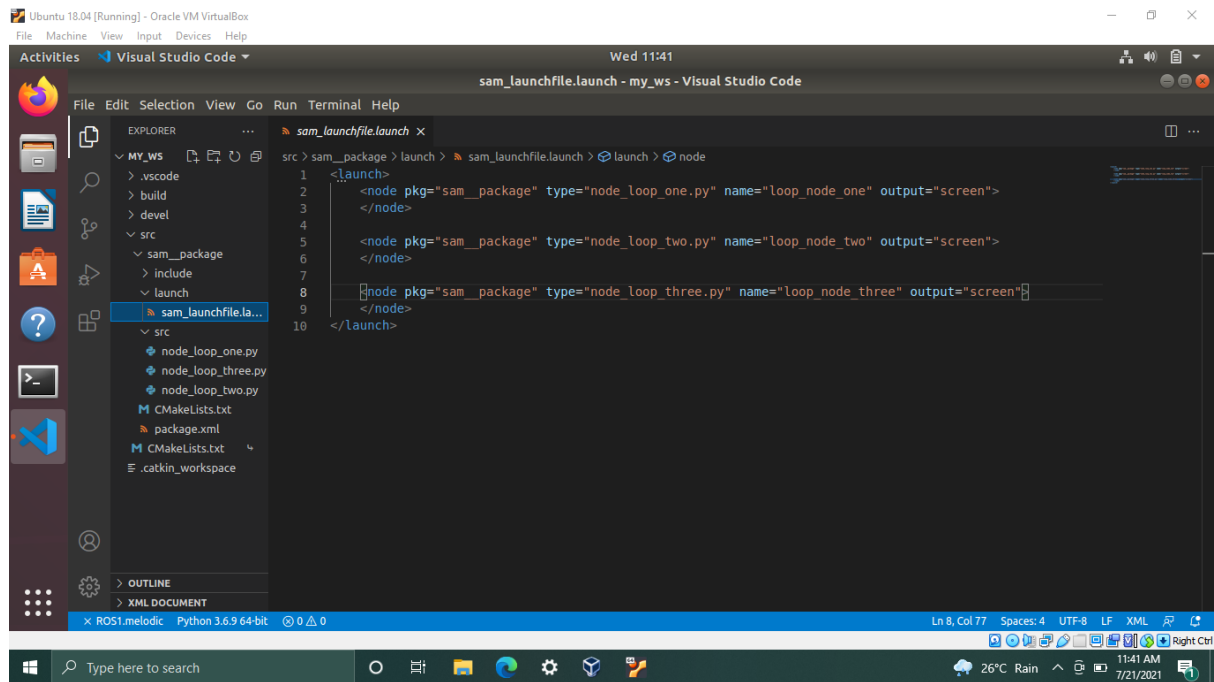 Ubuntu 18.04 [Running] - Oracle VM VirtualBox
File Machine View Input Devices Help
Activities Visual Studio Code Wed 11:41
sam_launchfile.launch - my_ws - Visual Studio Code
File Edit Selection View Go Run Terminal Help
EXPLORER ... sam_launchfile.launch ×
MY_WS src > sam__package > launch > sam_launchfile.launch > launch > node
> .vscode
> build
> devel
src
sam__package
> include
launch
sam_launchfile.la...
src
node_loop_one.py
node_loop_three.py
node_loop_two.py
M CMakeLists.txt
package.xml
M CMakeLists.txt
.catkin_workspace
1 <launch>
2 <node pkg="sam__package" type="node_loop_one.py" name="loop_node_one" output="screen">
3 </node>
4
5 <node pkg="sam__package" type="node_loop_two.py" name="loop_node_two" output="screen">
6 </node>
7
8 <node pkg="sam__package" type="node_loop_three.py" name="loop_node_three" output="screen">
9 </node>
10 </launch>
> OUTLINE
> XML DOCUMENT
× ROS1.melodic Python 3.6.9 64-bit 0 0 Ln 8, Col 77 Spaces: 4 UTF-8 LF XML
Right Ctrl
Type here to search 26°C Rain 11:41 AM
7/21/2021
1